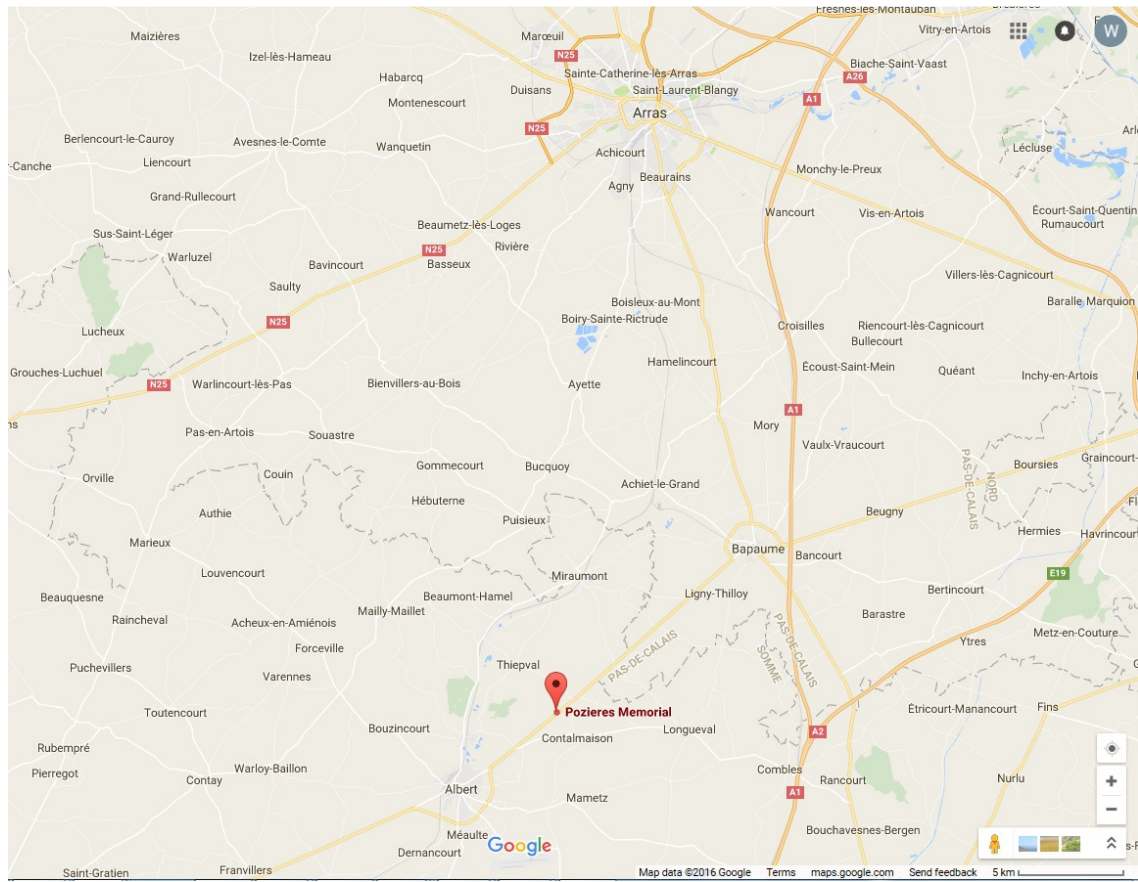 Fresnes-lès-Montauban
Vitry-en-Artois
W
Maizières
Marœuil
Izel-lès-Hameau
N25
Biache-Saint-Vaast
Sainte-Catherine-lès-Arras
A26
Habarcq
Duisans
Saint-Laurent-Blangy
Montenescourt
A1
Arras
N25
Berlencourt-le-Cauroy
Avesnes-le-Comte
Wanquetin
Lécluse
Achicourt
Liencourt
-Canche
Monchy-le-Preux
Beaurains
Agny
Grand-Rullecourt
Wancourt
Vis-en-Artois
Écourt-Saint-Quentin
Beaumetz-lès-Loges
Rumaucourt
Sus-Saint-Léger
Rivière
N25
Warluzel
Bavincourt
Basseux
Villers-lès-Cagnicourt
Saulty
Boisleux-au-Mont
Baralle Marquion
Boiry-Sainte-Rictrude
N25
Croisilles
Riencourt-lès-Cagnicourt
Lucheux
Bullecourt
Hamelincourt
Écoust-Saint-Mein
Quéant
Grouches-Luchuel
Inchy-en-Artois
N25
Warlincourt-lès-Pas
Bienvillers-au-Bois
Ayette
A1
Mory
Pas-en-Artois
Souastre
Vaulx-Vraucourt
Graincourt-
Gommecourt
Bucquoy
Boursies
PAS-DE-CALAIS
NORD
Orville
Couin
Achiet-le-Grand
Hébuterne
Authie
Beugny
Puisieux
Hermies
Havrincourt
Marieux
Bapaume
Bancourt
Louvencourt
Miraumont
E19
Beauquesne
Beaumont-Hamel
Ligny-Thilloy
Bertincourt
Mailly-Maillet
Raincheval
Acheux-en-Amiénois
Barastre
Metz-en-Couture
Forceville
PAS-DE-CALAIS
PAS-DE-CALAIS
SOMME
Ytres
Puchevillers
Thiepval
Varennes
Pozieres Memorial
Toutencourt
Étricourt-Manancourt
Fins
Bouzincourt
Longueval
A2
Contalmaison
Rubempré
Warloy-Baillon
Combles
Pierregot
Contay
Rancourt
Nurlu
Albert
A1
Mametz
Bouchavesnes-Bergen
Méaulte
Google
Dernancourt
Franvillers
Saint-Gratien
Map data ©2016 Google Terms maps.google.com Send feedback 5 km